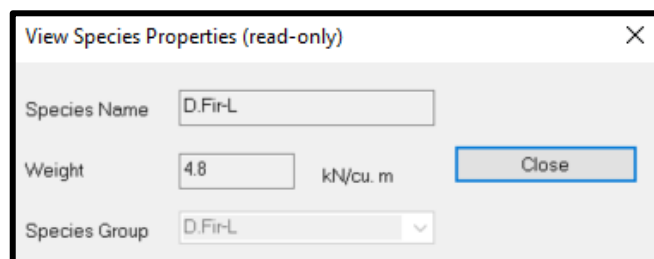 View Species Properties (read-only)
Species Name D.Fir-L
Weight 4.8 kN/cu. m Close
Species Group D.Fir-L